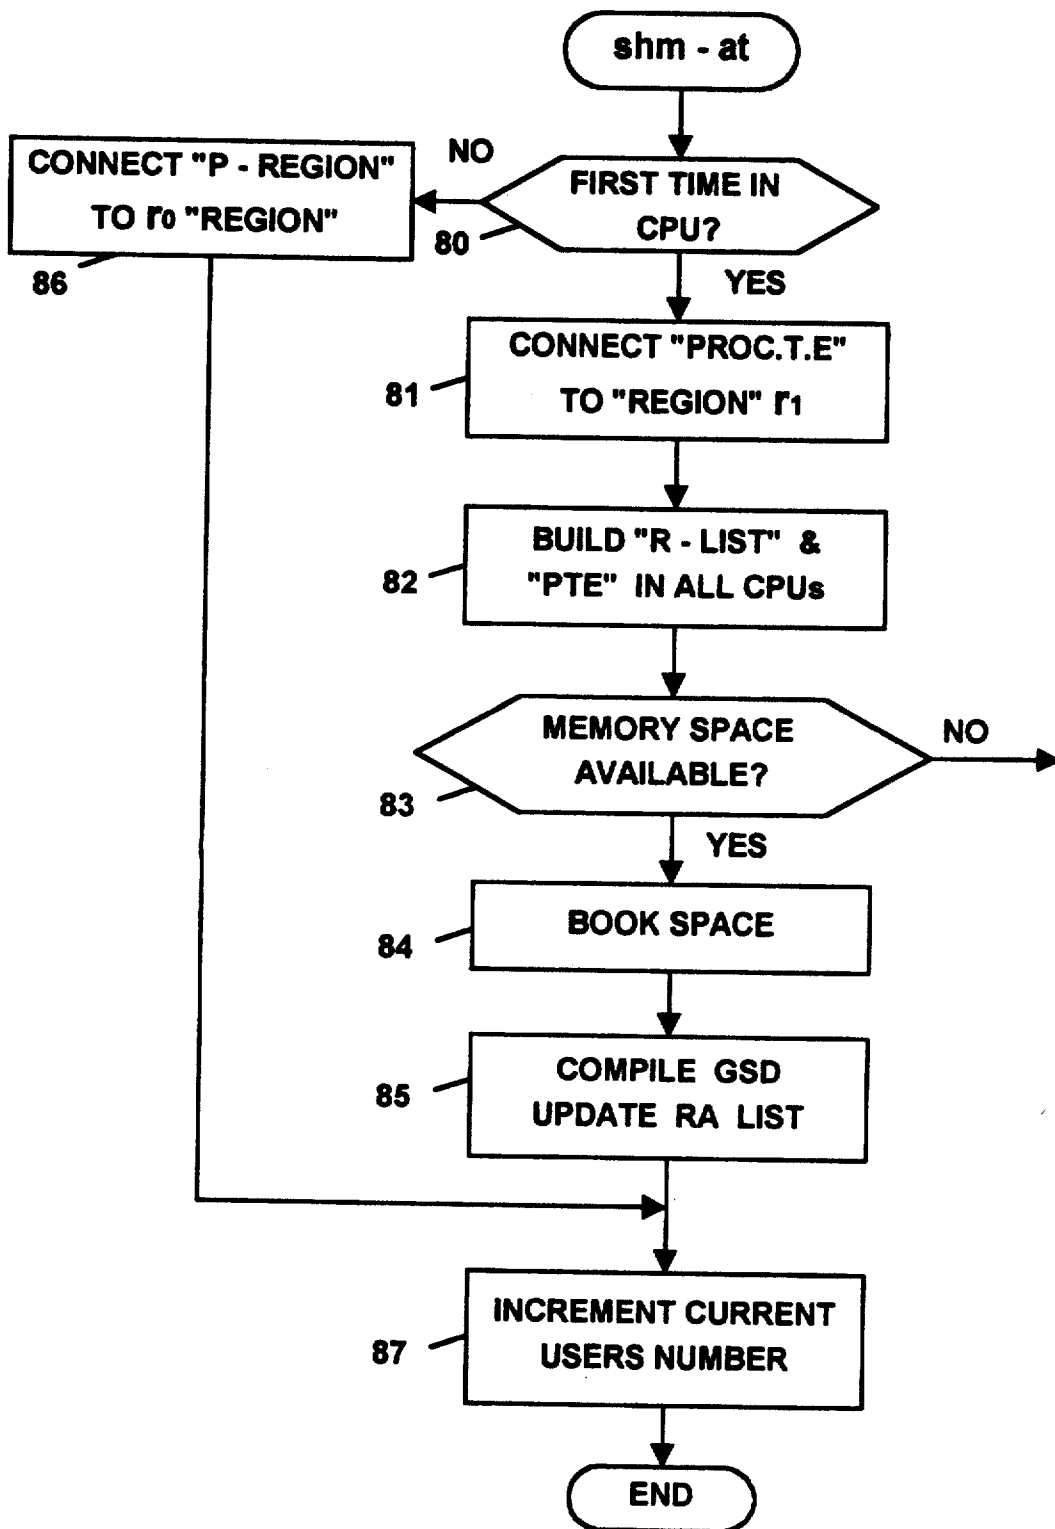 shm - at
NO
CONNECT "P - REGION"
TO r0 "REGION"
86
FIRST TIME IN
CPU?
80
YES
CONNECT "PROC.T.E"
TO "REGION" r1
81
BUILD "R - LIST" &
"PTE" IN ALL CPUs
82
MEMORY SPACE
AVAILABLE?
83
NO
YES
BOOK SPACE
84
COMPILE GSD
UPDATE RA LIST
85
INCREMENT CURRENT
USERS NUMBER
87
END